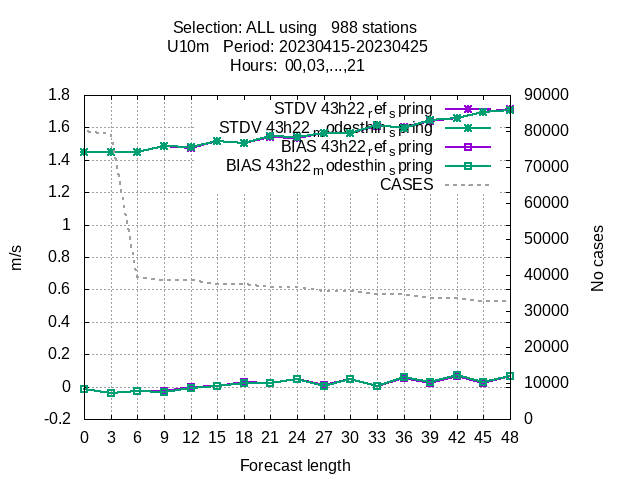 Selection: ALL using 988 stations
U10m Period: 20230415-20230425
Hours: 00,03,...,21
STDV 43h22_ref_spring
STDV 43h22_modesthin_spring
BIAS 43h22_ref_spring
BIAS 43h22_modesthin_spring
CASES
1.8
1.6
1.4
1.2
1
0.8
0.6
0.4
0.2
0
-0.2
m/s
90000
80000
70000
60000
50000
40000
30000
20000
10000
0
No cases
0 3 6 9 12 15 18 21 24 27 30 33 36 39 42 45 48
Forecast length